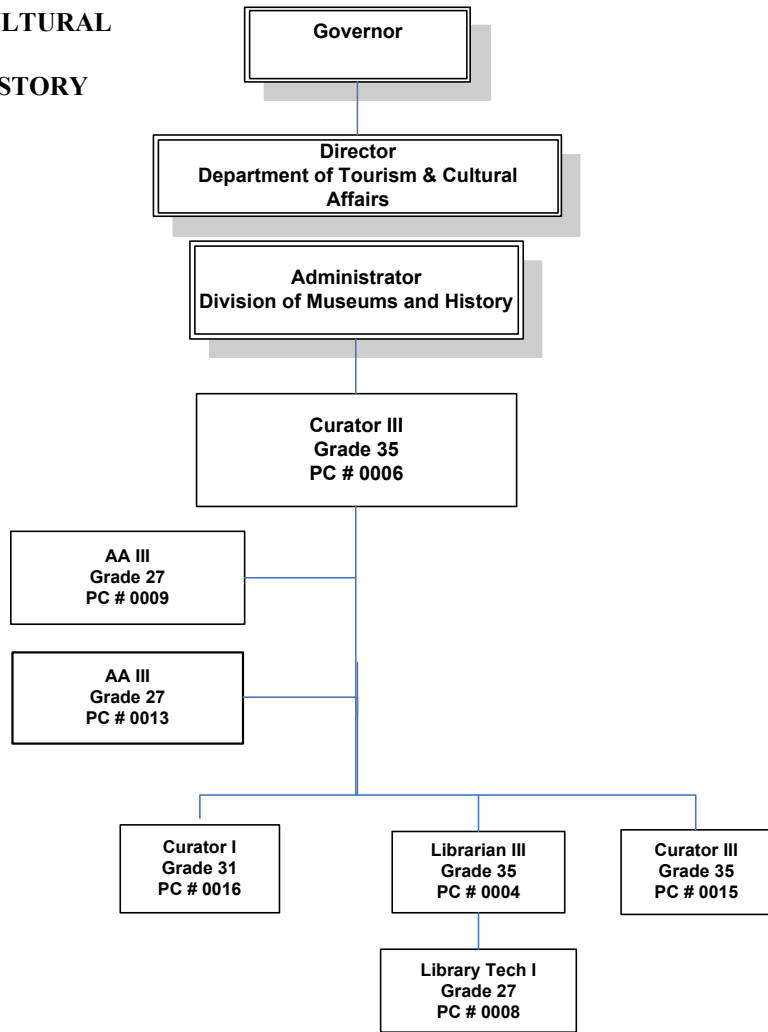 Governor
Director
Department of Tourism & Cultural
Affairs
Administrator
Division of Museums and History
Curator III
Grade 35
PC # 0006
AA III
Grade 27
PC # 0009
AA III
Grade 27
PC # 0013
Curator I
Grade 31
PC # 0016
Librarian III
Grade 35
PC # 0004
Curator III
Grade 35
PC # 0015
Library Tech I
Grade 27
PC # 0008